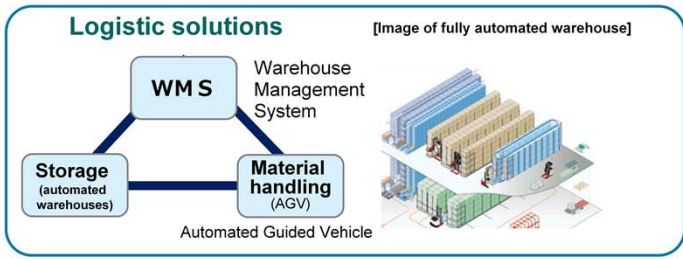 Logistic solutions
[Image of fully automated warehouse]
WMS
Warehouse
Management
System
Storage
(automated
warehouses)
Material
handling
(AGV)
Automated Guided Vehicle